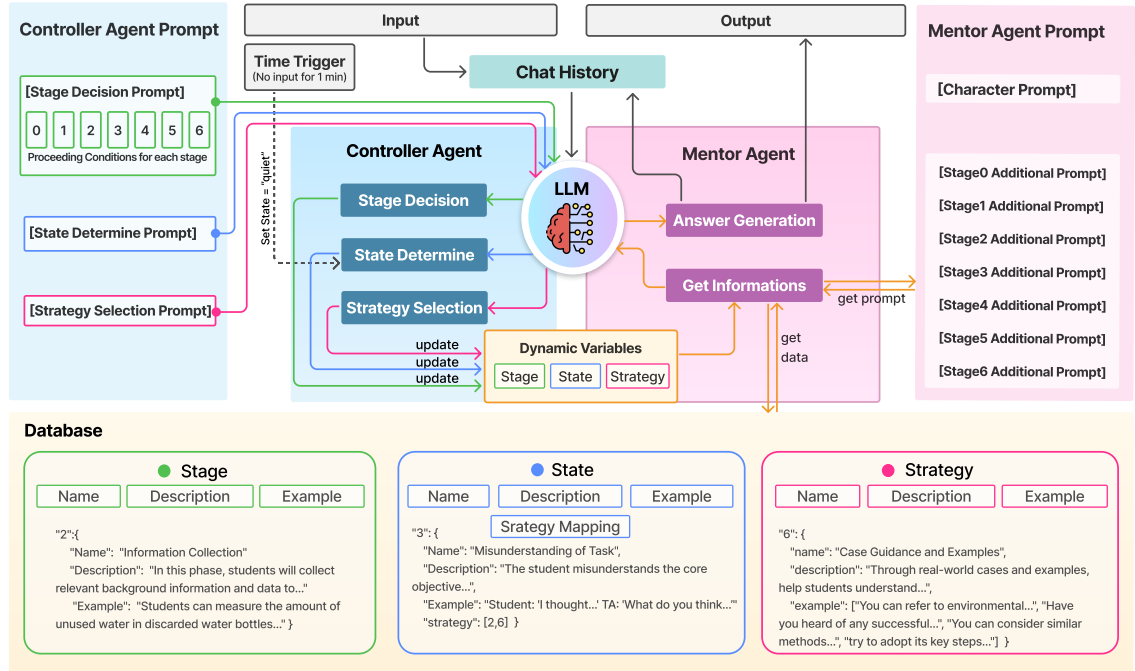 Controller Agent Prompt
[Stage Decision Prompt]
0 1 2 3 4 5 6
Proceeding Conditions for each stage
[State Determine Prompt]
[Strategy Selection Prompt]
Input
Time Trigger
(No input for 1 min)
Set State = "quiet"
Chat History
Output
Controller Agent
Stage Decision
State Determine
Strategy Selection
update
update
update
LLM
Mentor Agent
Answer Generation
Get Informations
get prompt
get
data
Dynamic Variables
Stage State Strategy
Mentor Agent Prompt
[Character Prompt]
[Stage0 Additional Prompt]
[Stage1 Additional Prompt]
[Stage2 Additional Prompt]
[Stage3 Additional Prompt]
[Stage4 Additional Prompt]
[Stage5 Additional Prompt]
[Stage6 Additional Prompt]
Database
Stage
Name Description Example
"2":{
"Name": "Information Collection"
"Description": "In this phase, students will collect
relevant background information and data to..."
"Example": "Students can measure the amount of
unused water in discarded water bottles..." }
State
Name Description Example
Srategy Mapping
"3": {
"Name": "Misunderstanding of Task",
"Description": "The student misunderstands the core
objective...",
"Example": "Student: 'I thought...' TA: 'What do you think...'"
"strategy": [2,6] }
Strategy
Name Description Example
"6": {
"name": "Case Guidance and Examples",
"description": "Through real-world cases and examples,
help students understand...",
"example": ["You can refer to environmental...", "Have
you heard of any successful...", "You can consider similar
methods...", "try to adopt its key steps..."] }